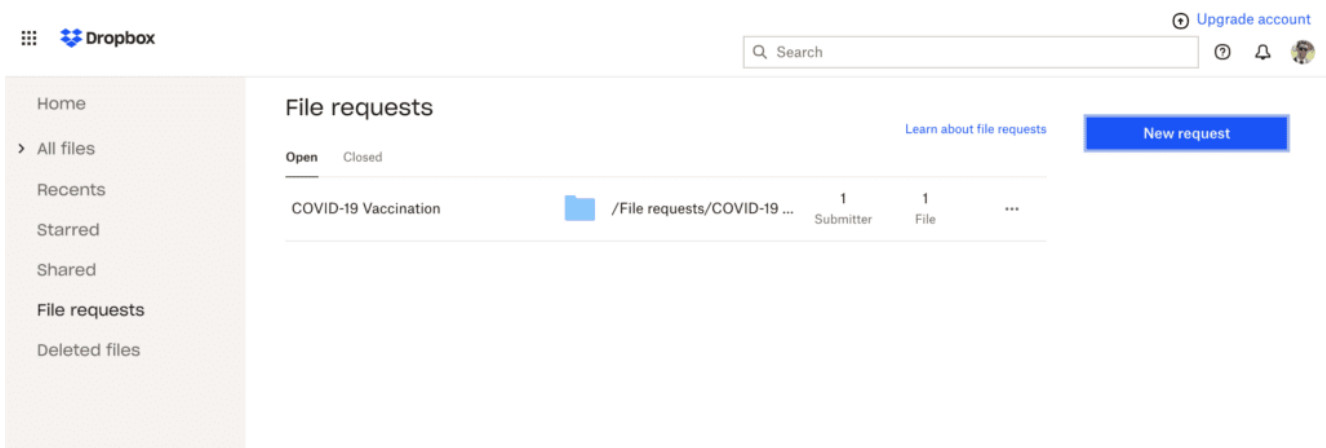 Upgrade account
Dropbox
Search
Home
All files
Recents
Starred
Shared
File requests
Deleted files
File requests
Learn about file requests
New request
Open Closed
COVID-19 Vaccination /File requests/COVID-19 ... 1 Submitter 1 File ...